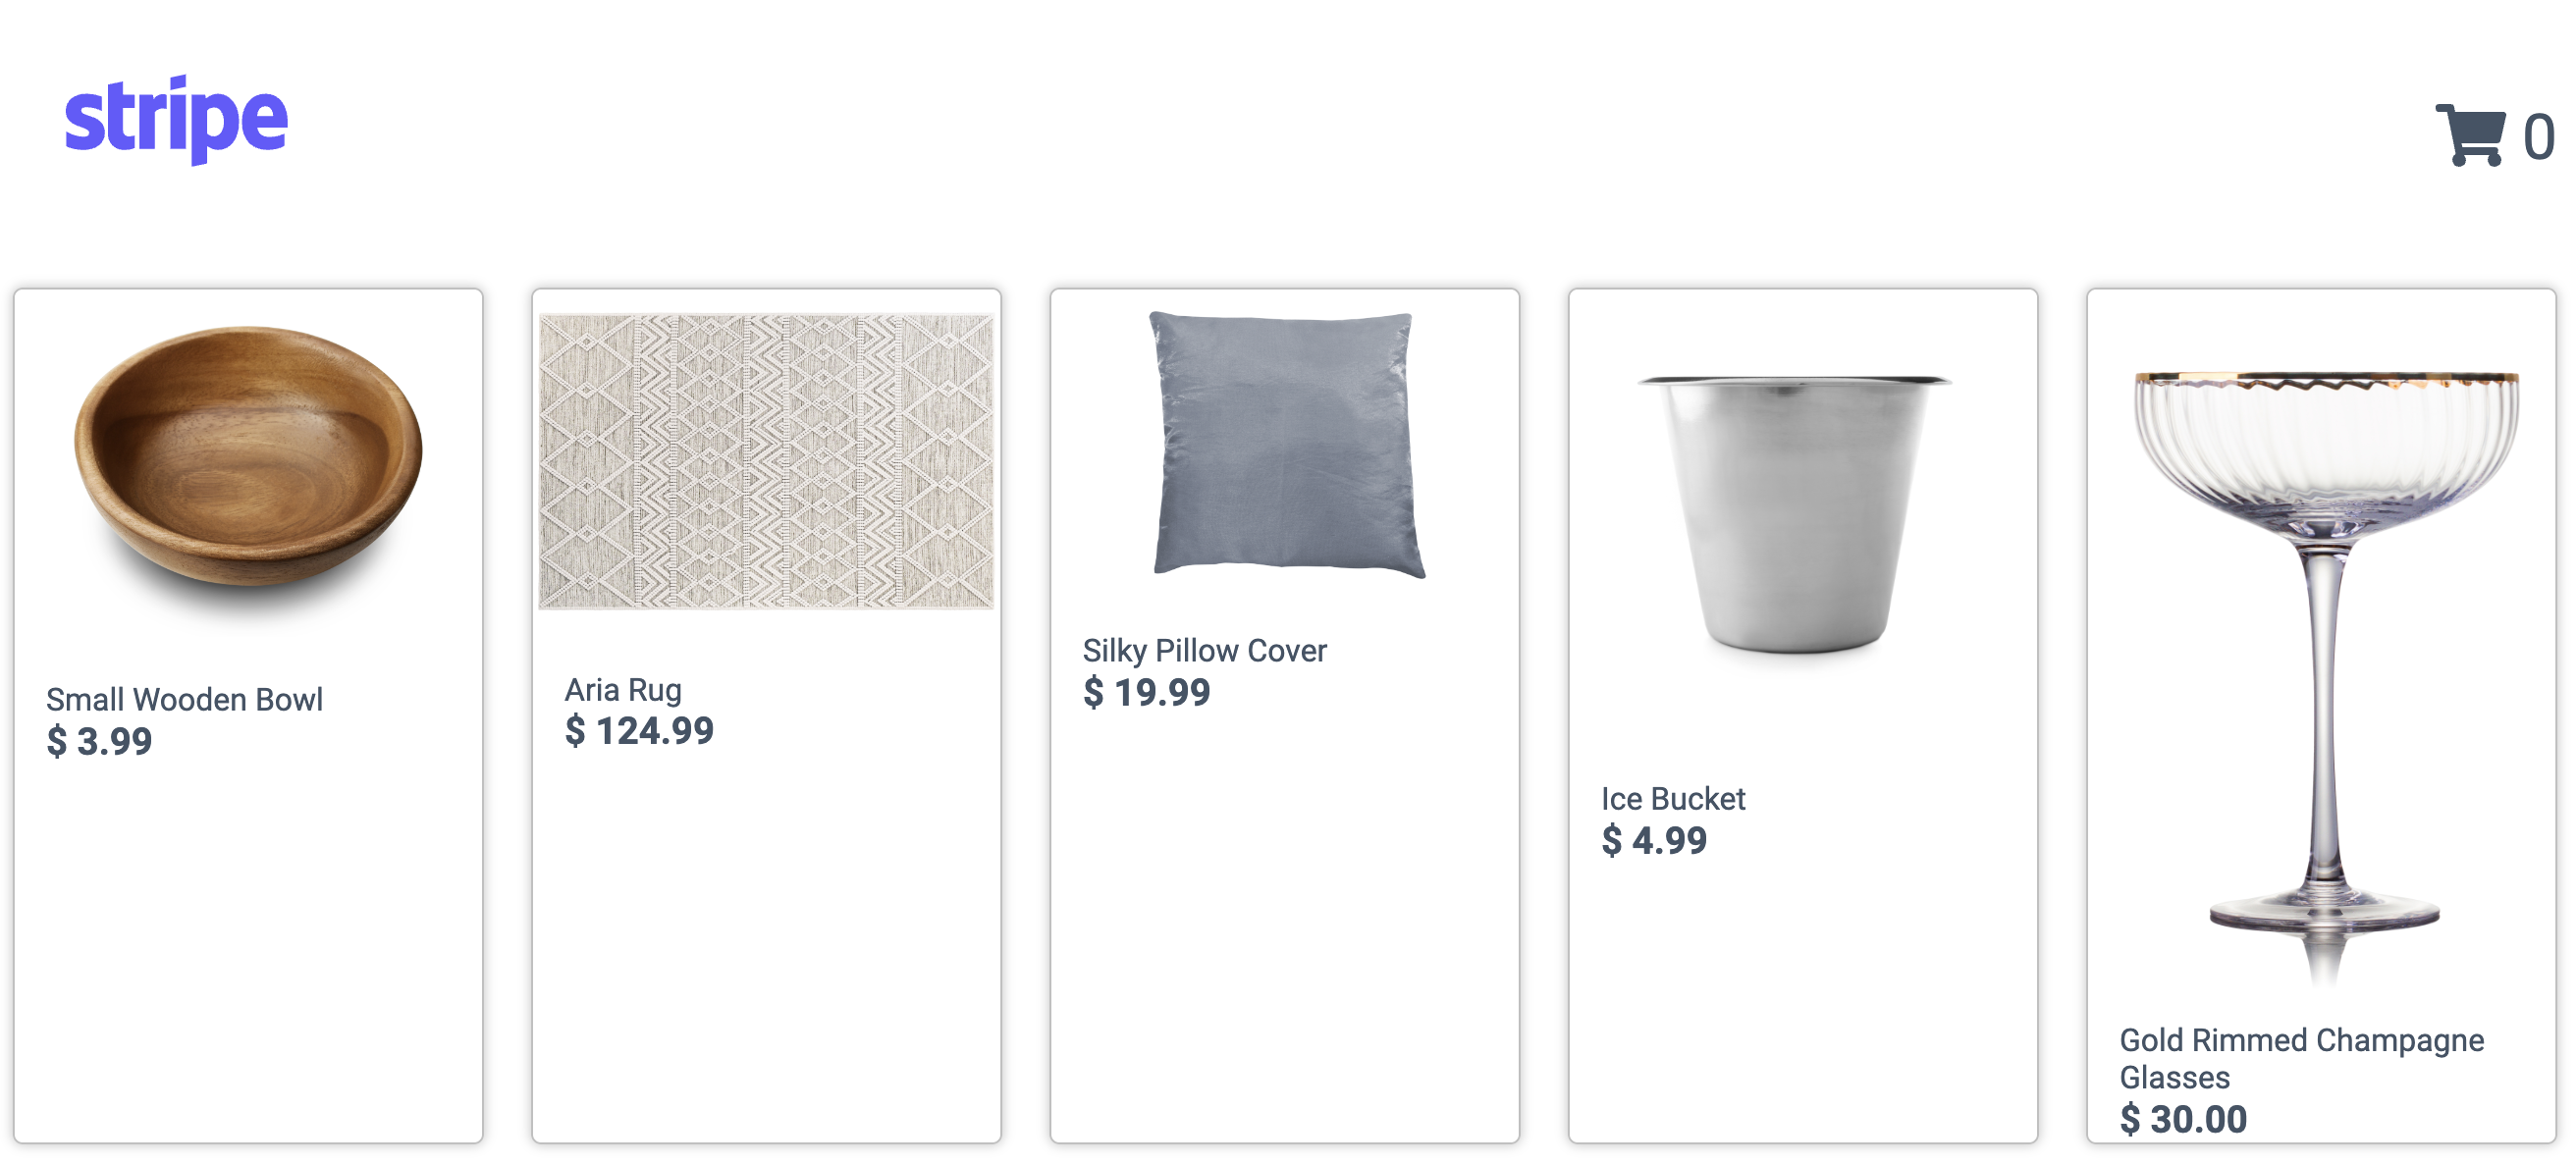 stripe
0
Small Wooden Bowl
$ 3.99
Aria Rug
$ 124.99
Silky Pillow Cover
$ 19.99
Ice Bucket
$ 4.99
Gold Rimmed Champagne
Glasses
$ 30.00